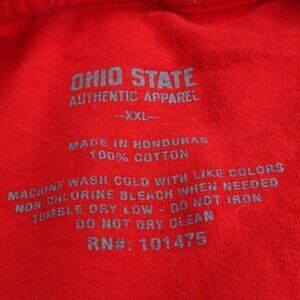 OHIO STATE
AUTHENTIC APPAREL
-XXL-
MADE IN HONDURAS
100% COTTON
MACHINE WASH COLD WITH LIKE COLORS
NON-CHLORINE BLEACH WHEN NEEDED
TUMBLE DRY LOW - DO NOT IRON
DO NOT DRY CLEAN
RN#: 101475